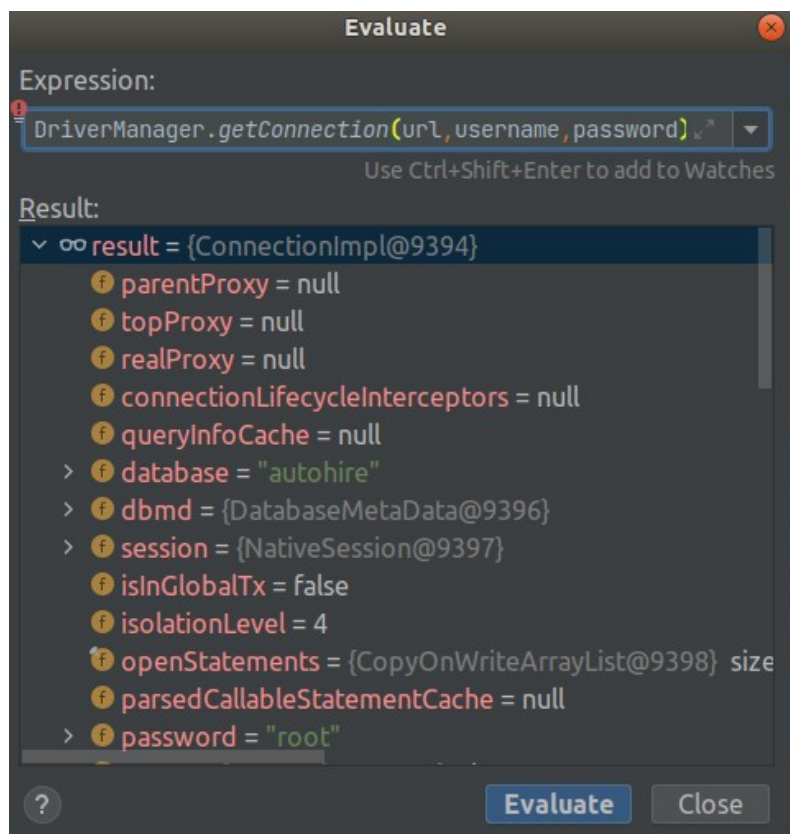 Evaluate
Expression:
DriverManager.getConnection(url,username,password)
Use Ctrl+Shift+Enter to add to Watches
Result:
result = {ConnectionImpl@9394}
parentProxy = null
topProxy = null
realProxy = null
connectionLifecycleInterceptors = null
queryInfoCache = null
database = "autohire"
dbmd = {DatabaseMetaData@9396}
session = {NativeSession@9397}
isInGlobalTx = false
isolationLevel = 4
openStatements = {CopyOnWriteArrayList@9398} size
parsedCallableStatementCache = null
password = "root"
? Evaluate Close